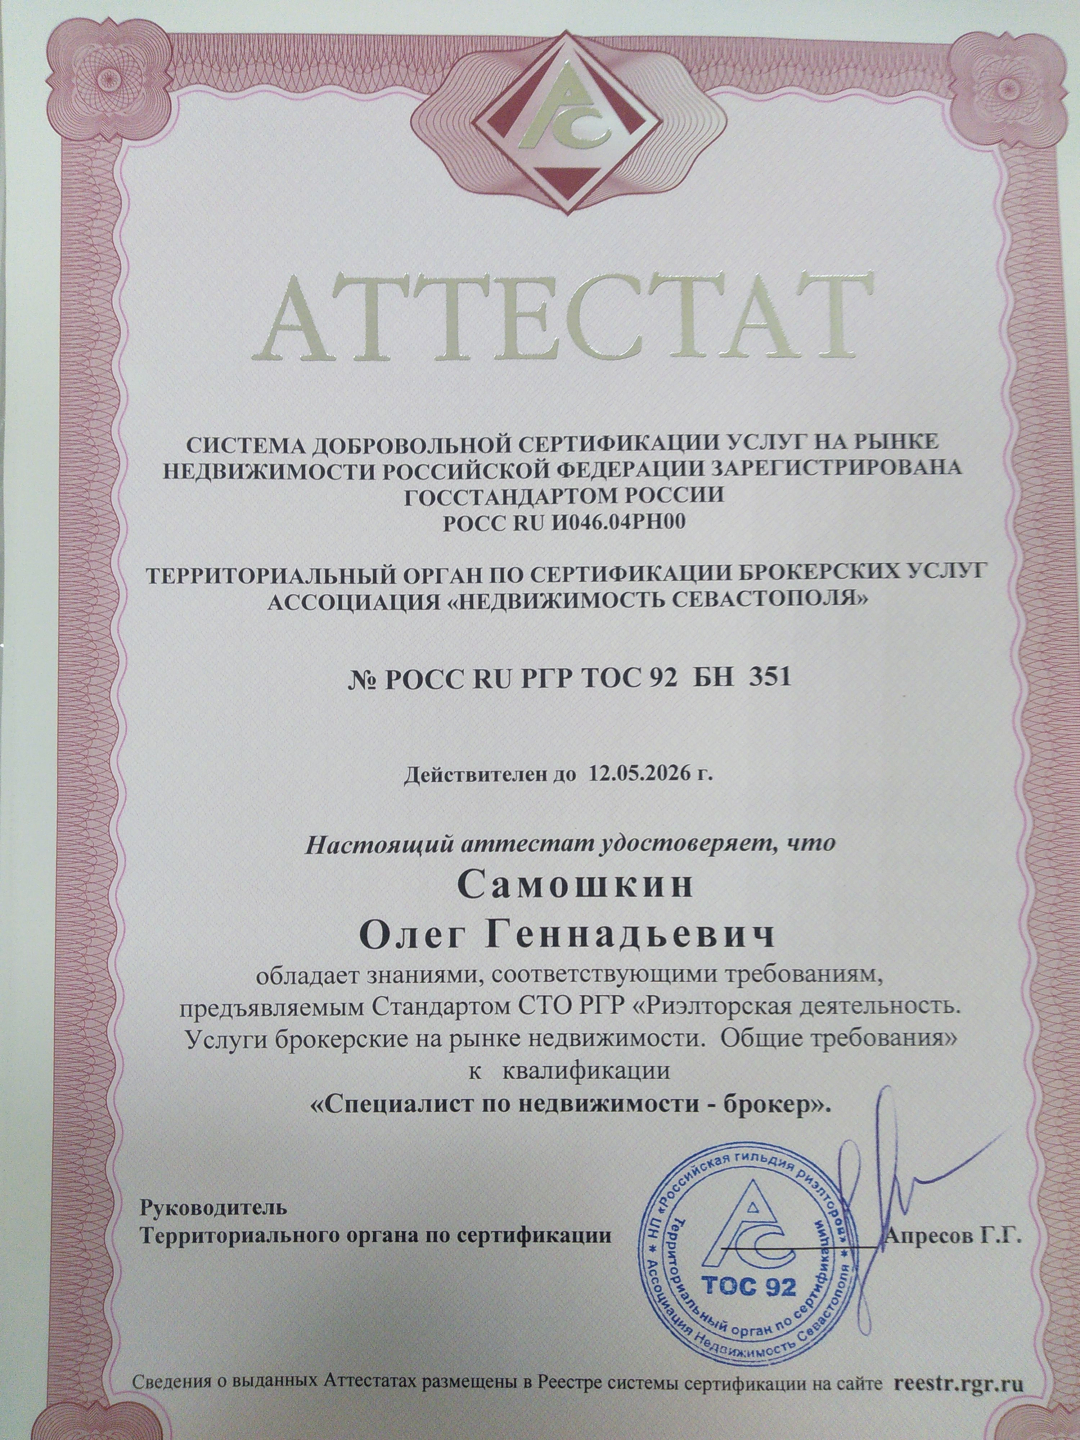 АС
АТТЕСТАТ
СИСТЕМА ДОБРОВОЛЬНОЙ СЕРТИФИКАЦИИ УСЛУГ НА РЫНКЕ
НЕДВИЖИМОСТИ РОССИЙСКОЙ ФЕДЕРАЦИИ ЗАРЕГИСТРИРОВАНА
ГОССТАНДАРТОМ РОССИИ
РОСС RU И046.04РН00
ТЕРРИТОРИАЛЬНЫЙ ОРГАН ПО СЕРТИФИКАЦИИ БРОКЕРСКИХ УСЛУГ
АССОЦИАЦИЯ «НЕДВИЖИМОСТЬ СЕВАСТОПОЛЯ»
№ РОСС RU РГР ТОС 92 БН 351
Действителен до 12.05.2026 г.
Настоящий аттестат удостоверяет, что
Самошкин
Олег Геннадьевич
обладает знаниями, соответствующими требованиям,
предъявляемым Стандартом СТО РГР «Риэлторская деятельность.
Услуги брокерские на рынке недвижимости. Общие требования»
к квалификации
«Специалист по недвижимости - брокер».
Руководитель
Территориального органа по сертификации
Апресов Г.Г.
НП «Российская гильдия риэлторов»
Ассоциация Недвижимость Севастополя
Территориальный орган по сертификации
АС
ТОС 92
Сведения о выданных Аттестатах размещены в Реестре системы сертификации на сайте reestr.rgr.ru